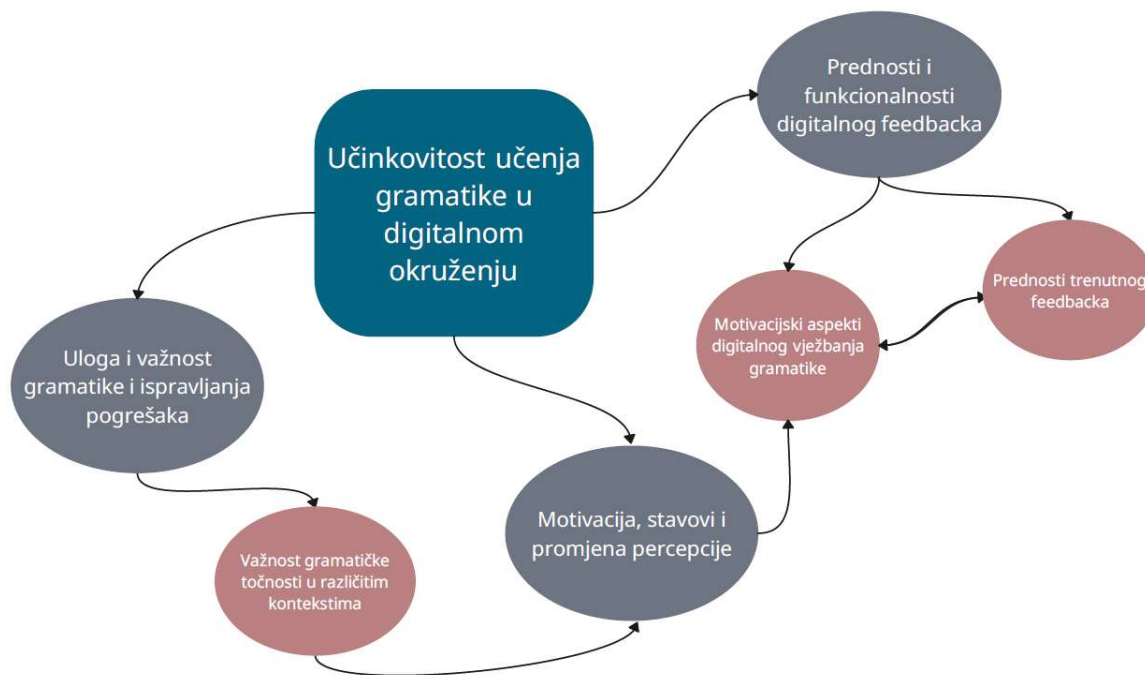 Prednosti i
funkcionalnosti
digitalnog feedbacka
Učinkovitost učenja
gramatike u
digitalnom
okruženju
Prednosti trenutnog
feedbacka
Motivacijski aspekti
digitalnog vježbanja
gramatike
Uloga i važnost
gramatike i ispravljanja
pogrešaka
Motivacija, stavovi i
promjena percepcije
Važnost gramatičke
točnosti u različitim
kontekstima